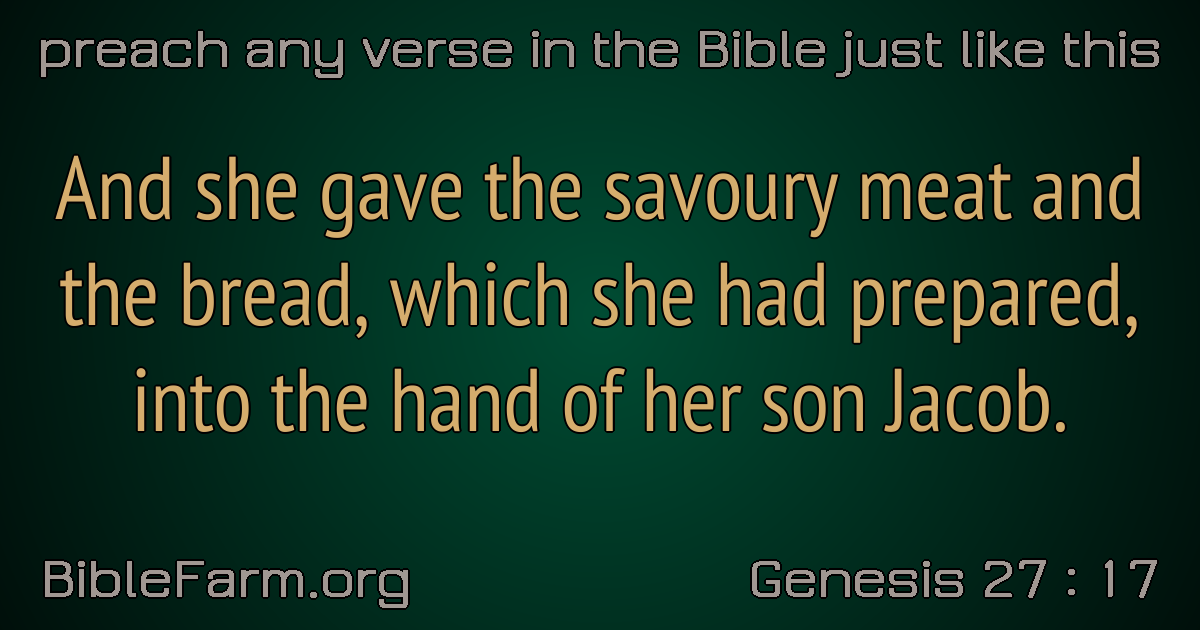 preach any verse in the Bible just like this
And she gave the savoury meat and
the bread, which she had prepared,
into the hand of her son Jacob.
BibleFarm.org
Genesis 27 : 17